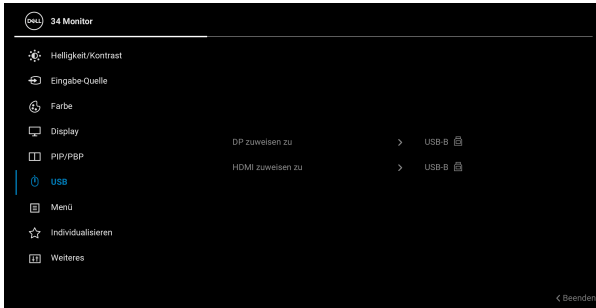 DELL 34 Monitor
Helligkeit/Kontrast
Eingabe-Quelle
Farbe
Display
DP zuweisen zu USB-B
PIP/PBP
HDMI zuweisen zu USB-B
USB
Menü
Individualisieren
Weiteres
Beenden